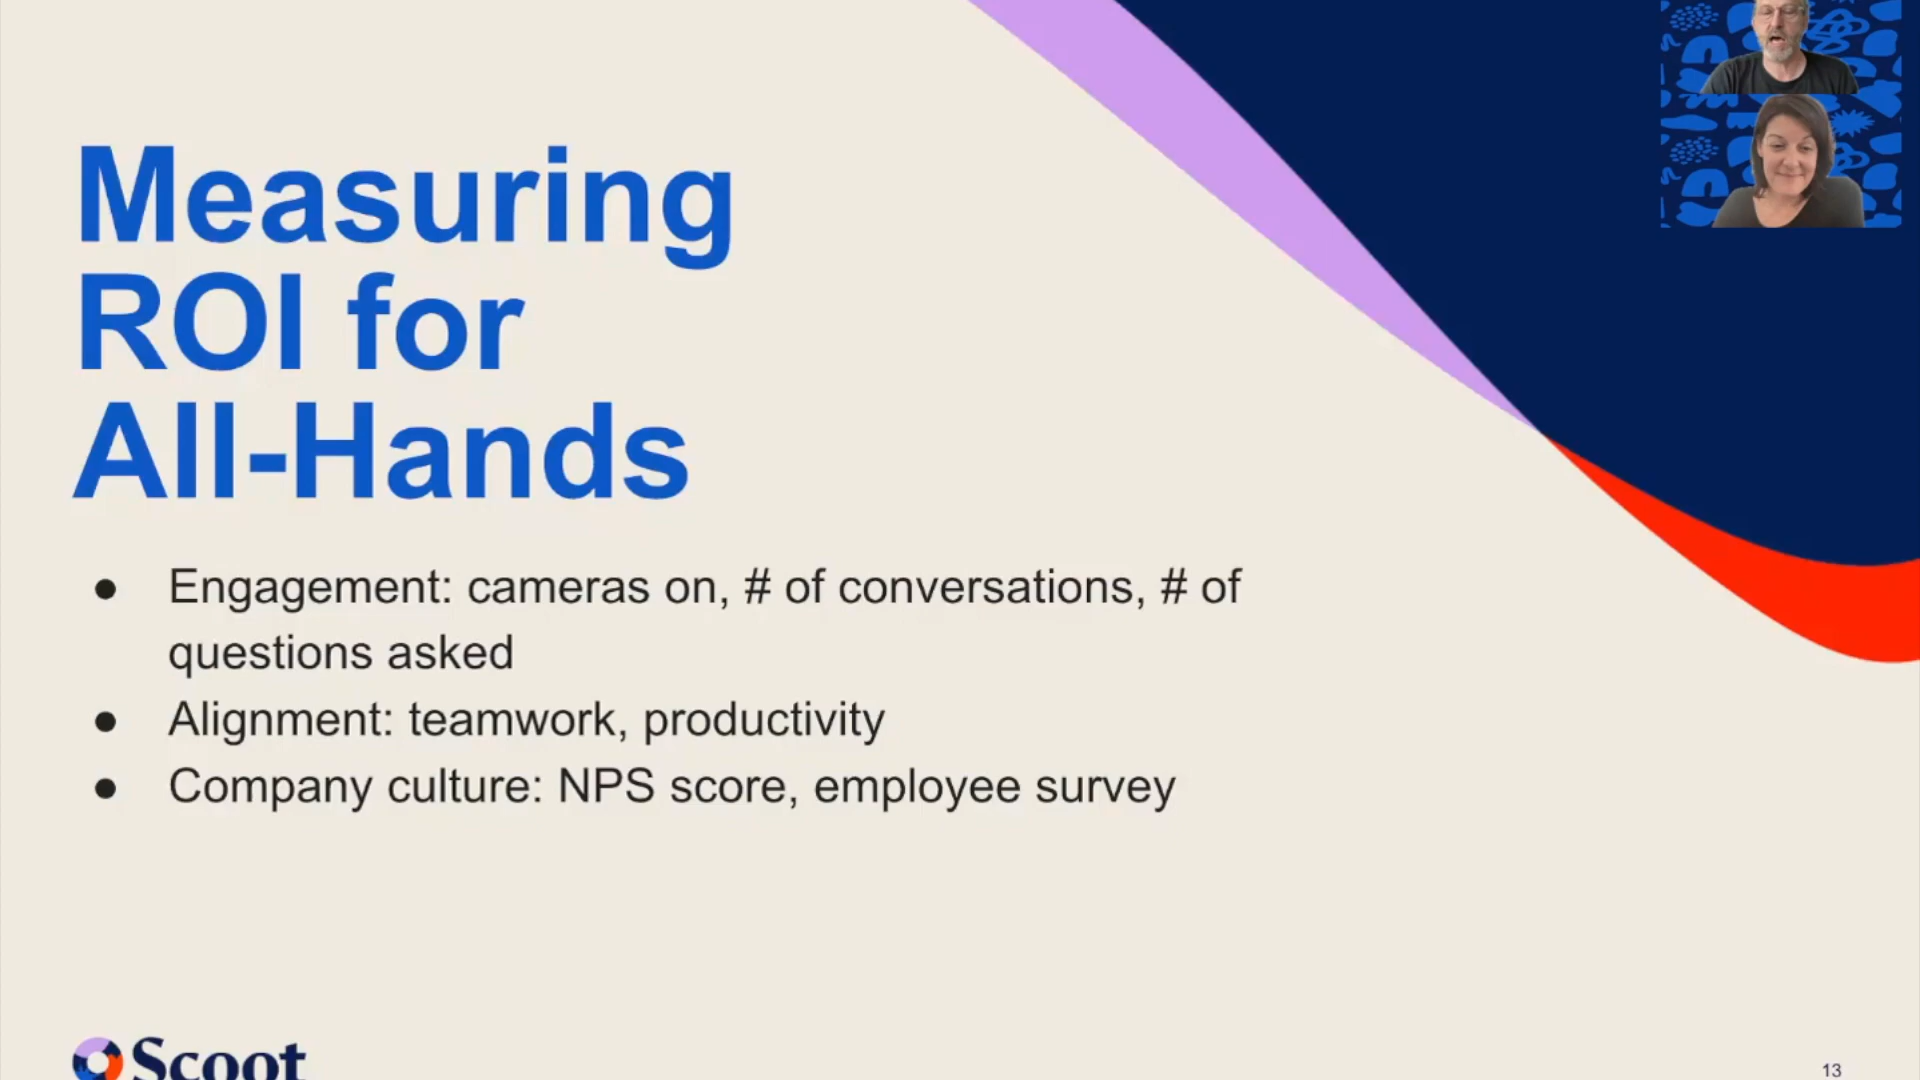 Measuring
ROI for
All-Hands
● Engagement: cameras on, # of conversations, # of
questions asked
● Alignment: teamwork, productivity
● Company culture: NPS score, employee survey
Scoot
13